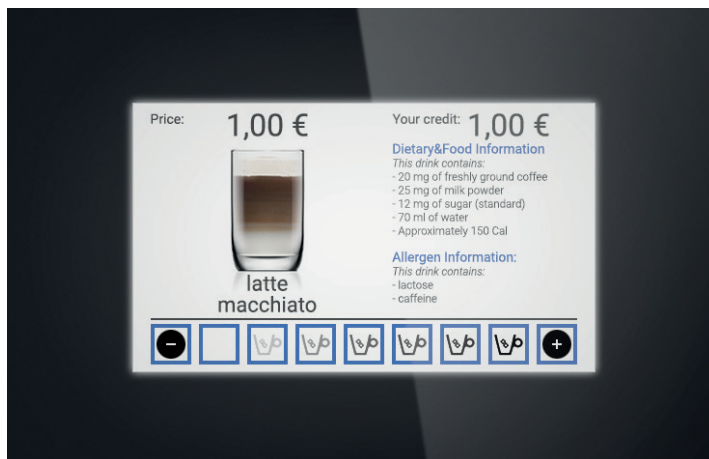 Price:
1,00 €
latte
macchiato
Your credit: 1,00 €
Dietary&Food Information
This drink contains:
- 20 mg of freshly ground coffee
- 25 mg of milk powder
- 12 mg of sugar (standard)
- 70 ml of water
- Approximately 150 Cal
Allergen Information:
This drink contains:
- lactose
- caffeine
- +